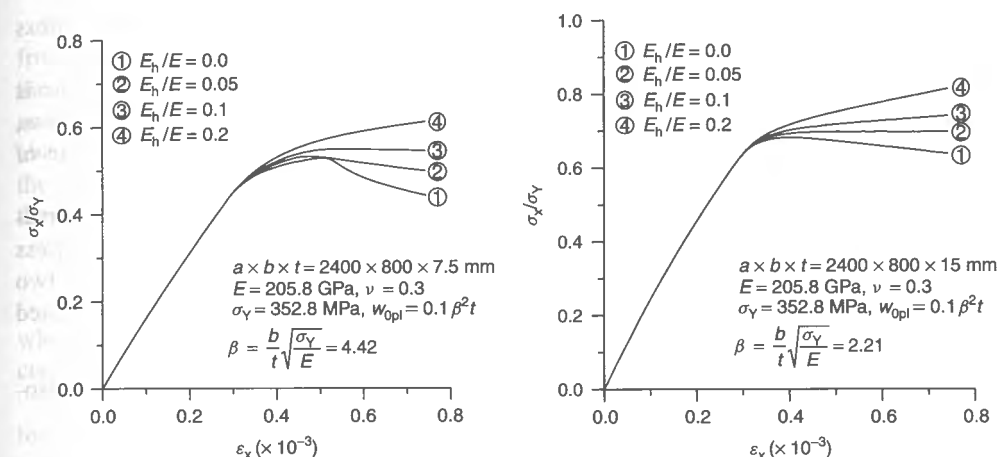 ① E_h/E = 0.0
② E_h/E = 0.05
③ E_h/E = 0.1
④ E_h/E = 0.2
0.8
0.6
0.4
0.2
0.0
σ_x/σ_Y
④
③
②
①
a × b × t = 2400 × 800 × 7.5 mm
E = 205.8 GPa, ν = 0.3
σ_Y = 352.8 MPa, w_0pl = 0.1 β²t
β = b/t √(σ_Y/E) = 4.42
0.0 0.2 0.4 0.6 0.8
ε_x (× 10⁻³)
① E_h/E = 0.0
② E_h/E = 0.05
③ E_h/E = 0.1
④ E_h/E = 0.2
1.0
0.8
0.6
0.4
0.2
0.0
σ_x/σ_Y
④
③
②
①
a × b × t = 2400 × 800 × 15 mm
E = 205.8 GPa, ν = 0.3
σ_Y = 352.8 MPa, w_0pl = 0.1 β²t
β = b/t √(σ_Y/E) = 2.21
0.0 0.2 0.4 0.6 0.8
ε_x (× 10⁻³)